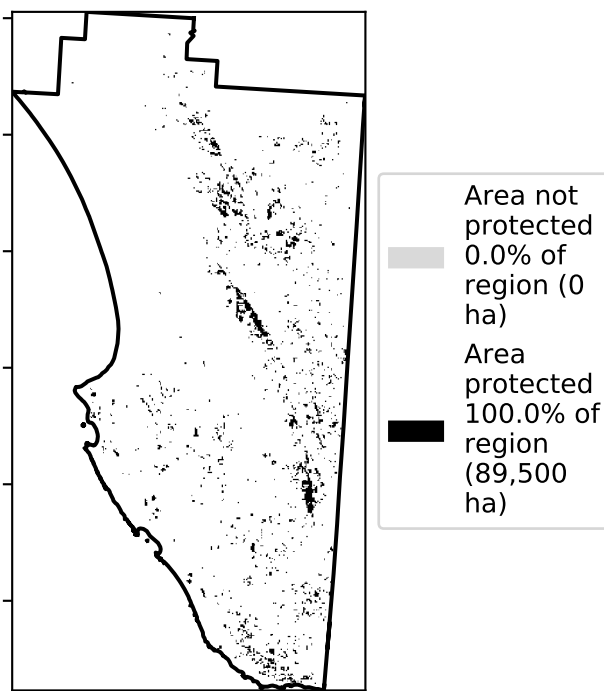 Area not
protected
0.0% of
region (0
ha)
Area
protected
100.0% of
region
(89,500
ha)